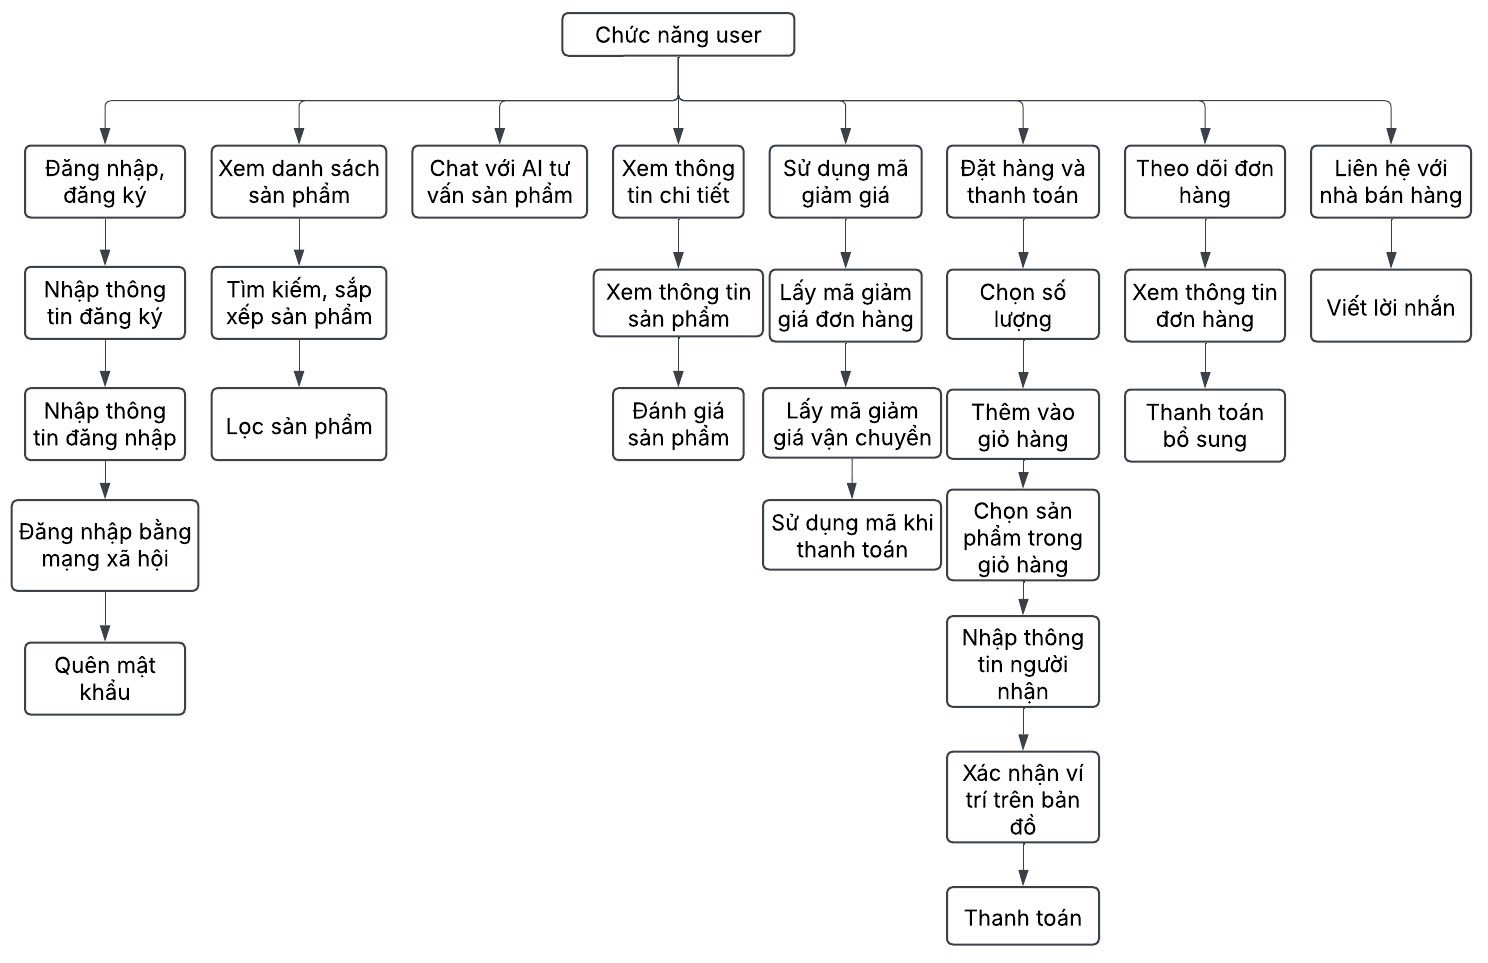 Chức năng user
Đăng nhập,
đăng ký
Xem danh sách
sản phẩm
Chat với AI tư
vấn sản phẩm
Xem thông
tin chi tiết
Sử dụng mã
giảm giá
Đặt hàng và
thanh toán
Theo dõi đơn
hàng
Liên hệ với
nhà bán hàng
Nhập thông
tin đăng ký
Tìm kiếm, sắp
xếp sản phẩm
Xem thông tin
sản phẩm
Lấy mã giảm
giá đơn hàng
Chọn số
lượng
Xem thông tin
đơn hàng
Viết lời nhắn
Nhập thông
tin đăng nhập
Lọc sản phẩm
Đánh giá
sản phẩm
Lấy mã giảm
giá vận chuyển
Thêm vào
giỏ hàng
Thanh toán
bổ sung
Đăng nhập bằng
mạng xã hội
Sử dụng mã khi
thanh toán
Chọn sản
phẩm trong
giỏ hàng
Quên mật
khẩu
Nhập thông
tin người
nhận
Xác nhận ví
trí trên bản
đồ
Thanh toán